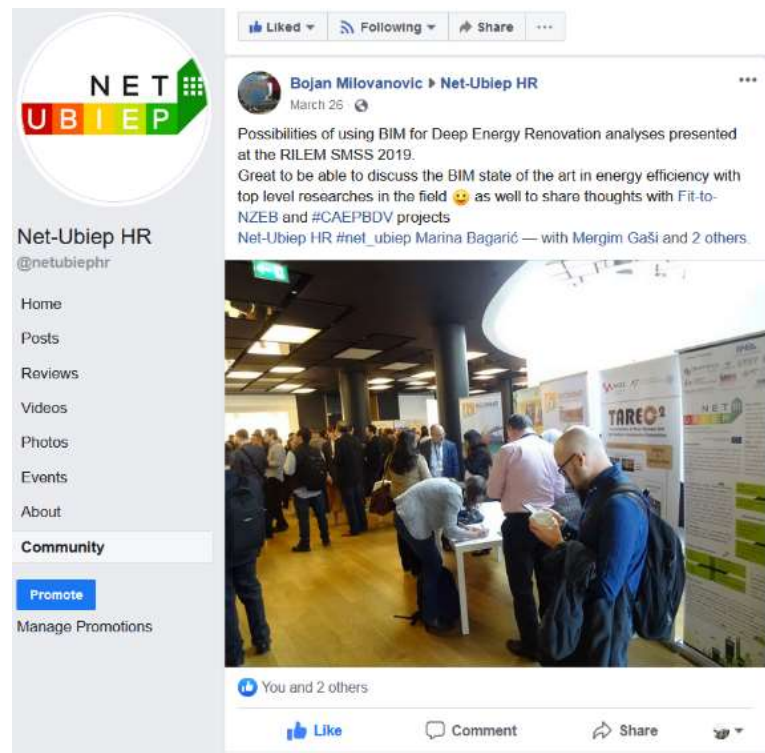 NET
UBIEP
Net-Ubiep HR
@netubiephr
Home
Posts
Reviews
Videos
Photos
Events
About
Community
Promote
Manage Promotions
Liked
Following
Share
Bojan Milovanovic ▸ Net-Ubiep HR
March 26
Possibilities of using BIM for Deep Energy Renovation analyses presented
at the RILEM SMSS 2019.
Great to be able to discuss the BIM state of the art in energy efficiency with
top level researches in the field 😛 as well to share thoughts with Fit-to-
NZEB and #CAEPBDV projects
Net-Ubiep HR #net_ubiep Marina Bagarić — with Mergim Gaši and 2 others.
TAREC²
NET
UBIEP
You and 2 others
Like
Comment
Share